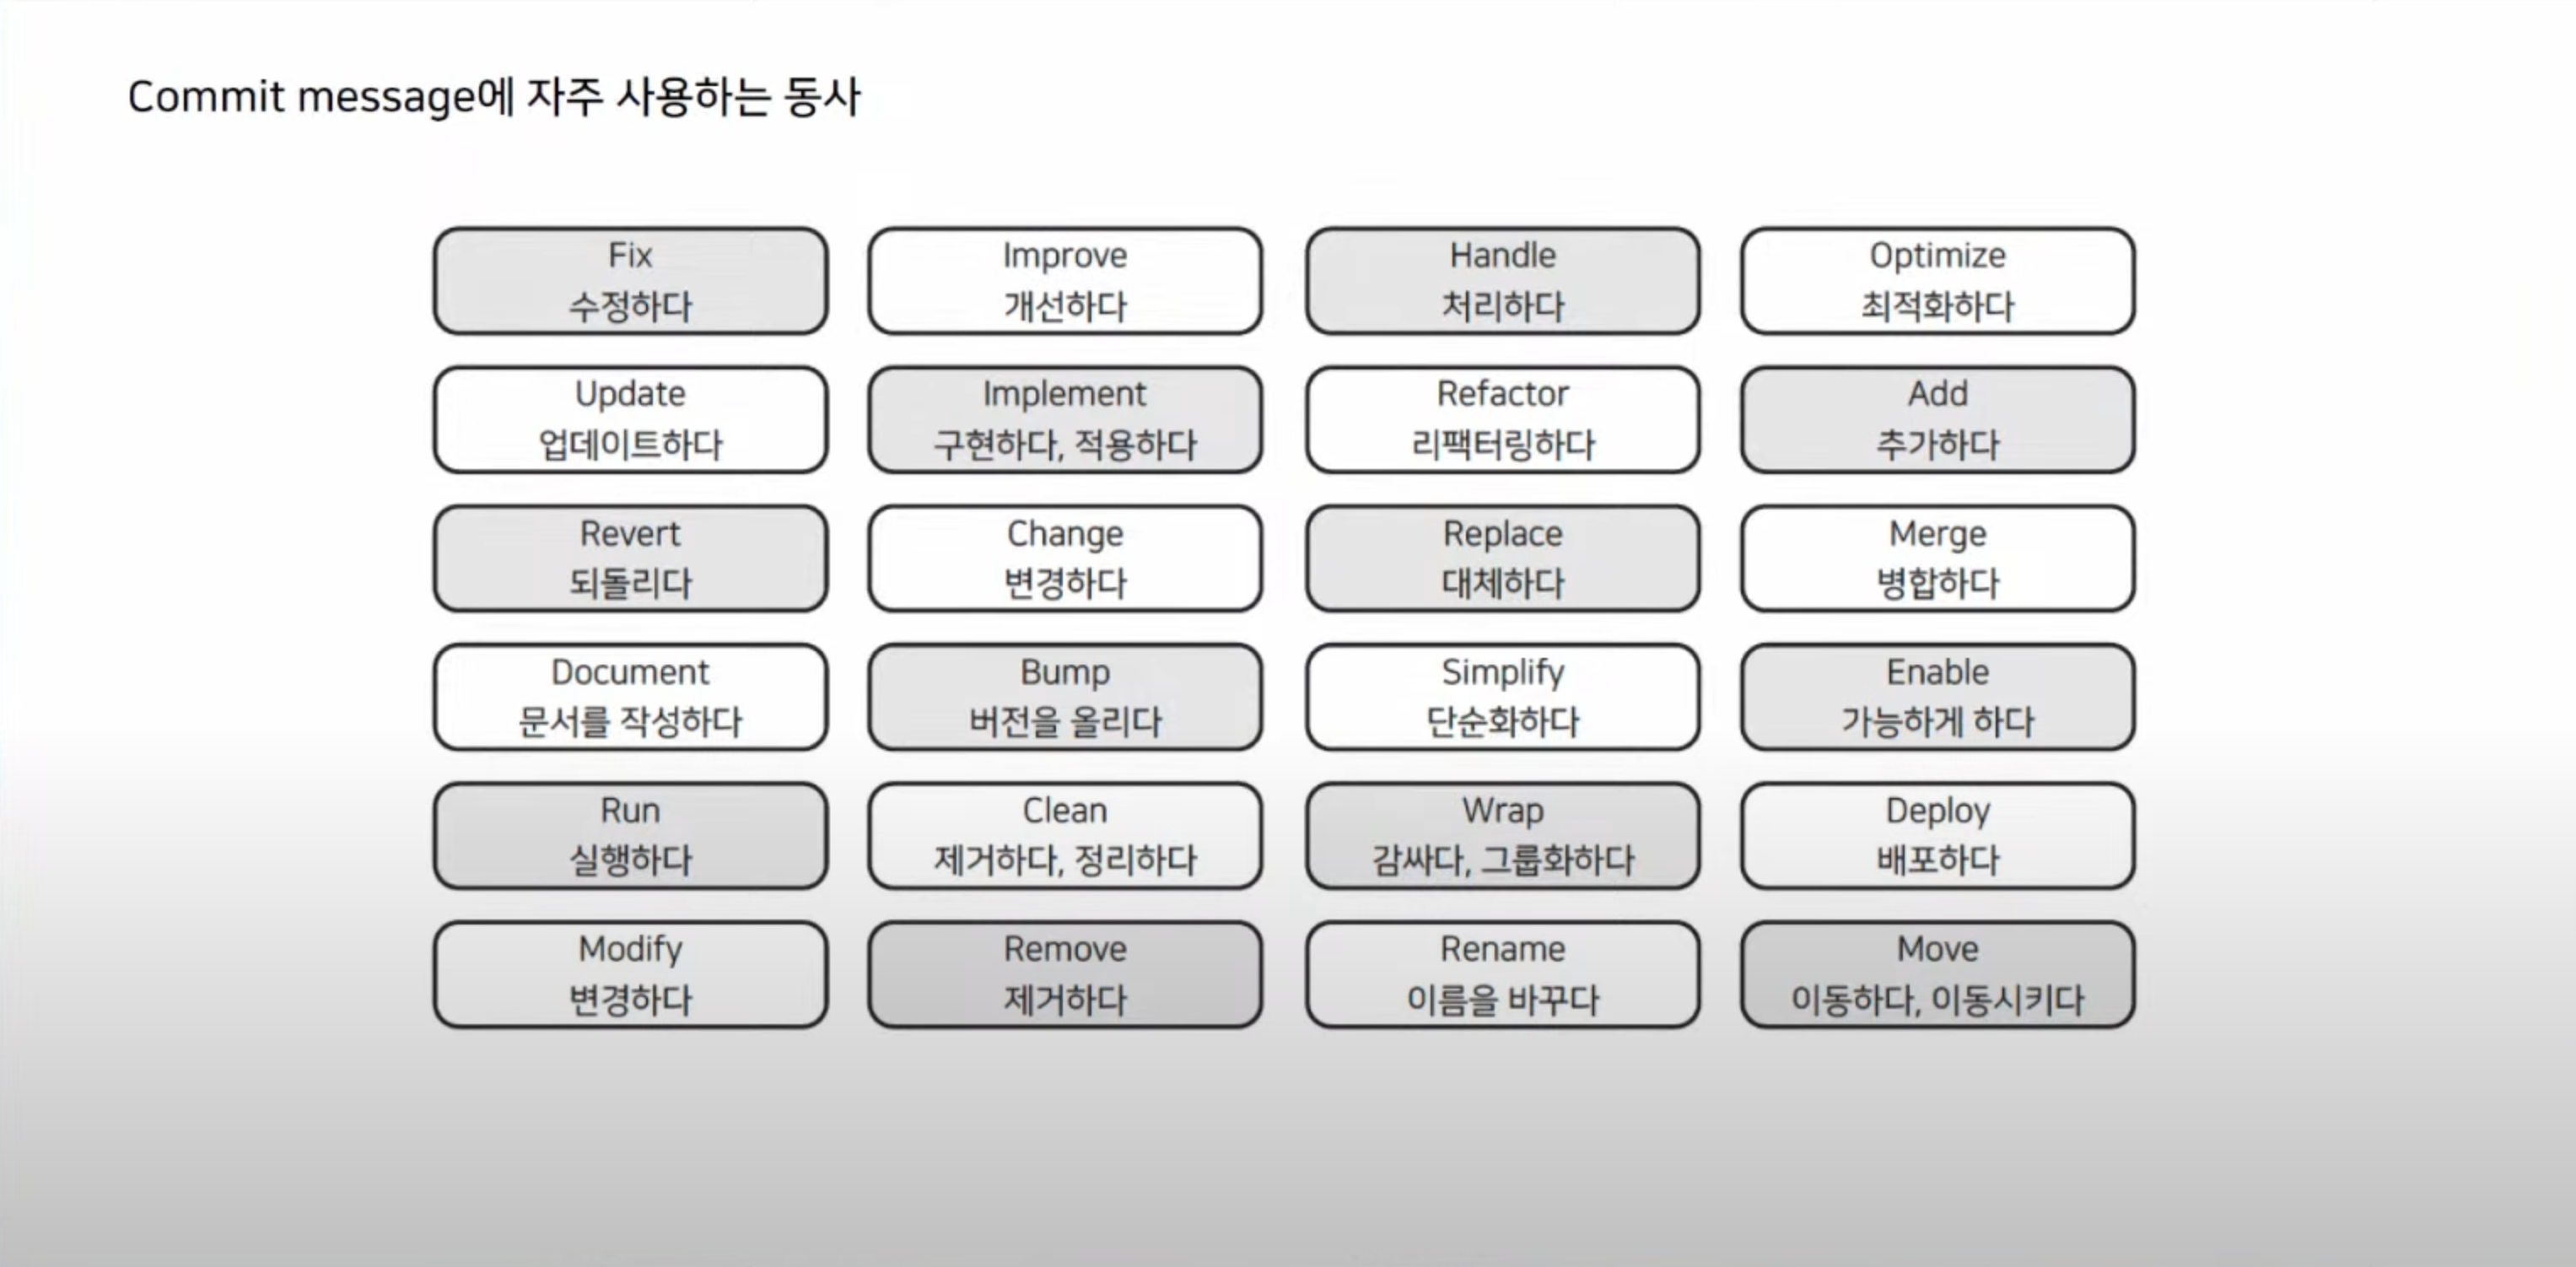 Commit message에 자주 사용하는 동사
Fix
수정하다
Improve
개선하다
Handle
처리하다
Optimize
최적화하다
Update
업데이트하다
Implement
구현하다, 적용하다
Refactor
리팩터링하다
Add
추가하다
Revert
되돌리다
Change
변경하다
Replace
대체하다
Merge
병합하다
Document
문서를 작성하다
Bump
버전을 올리다
Simplify
단순화하다
Enable
가능하게 하다
Run
실행하다
Clean
제거하다, 정리하다
Wrap
감싸다, 그룹화하다
Deploy
배포하다
Modify
변경하다
Remove
제거하다
Rename
이름을 바꾸다
Move
이동하다, 이동시키다